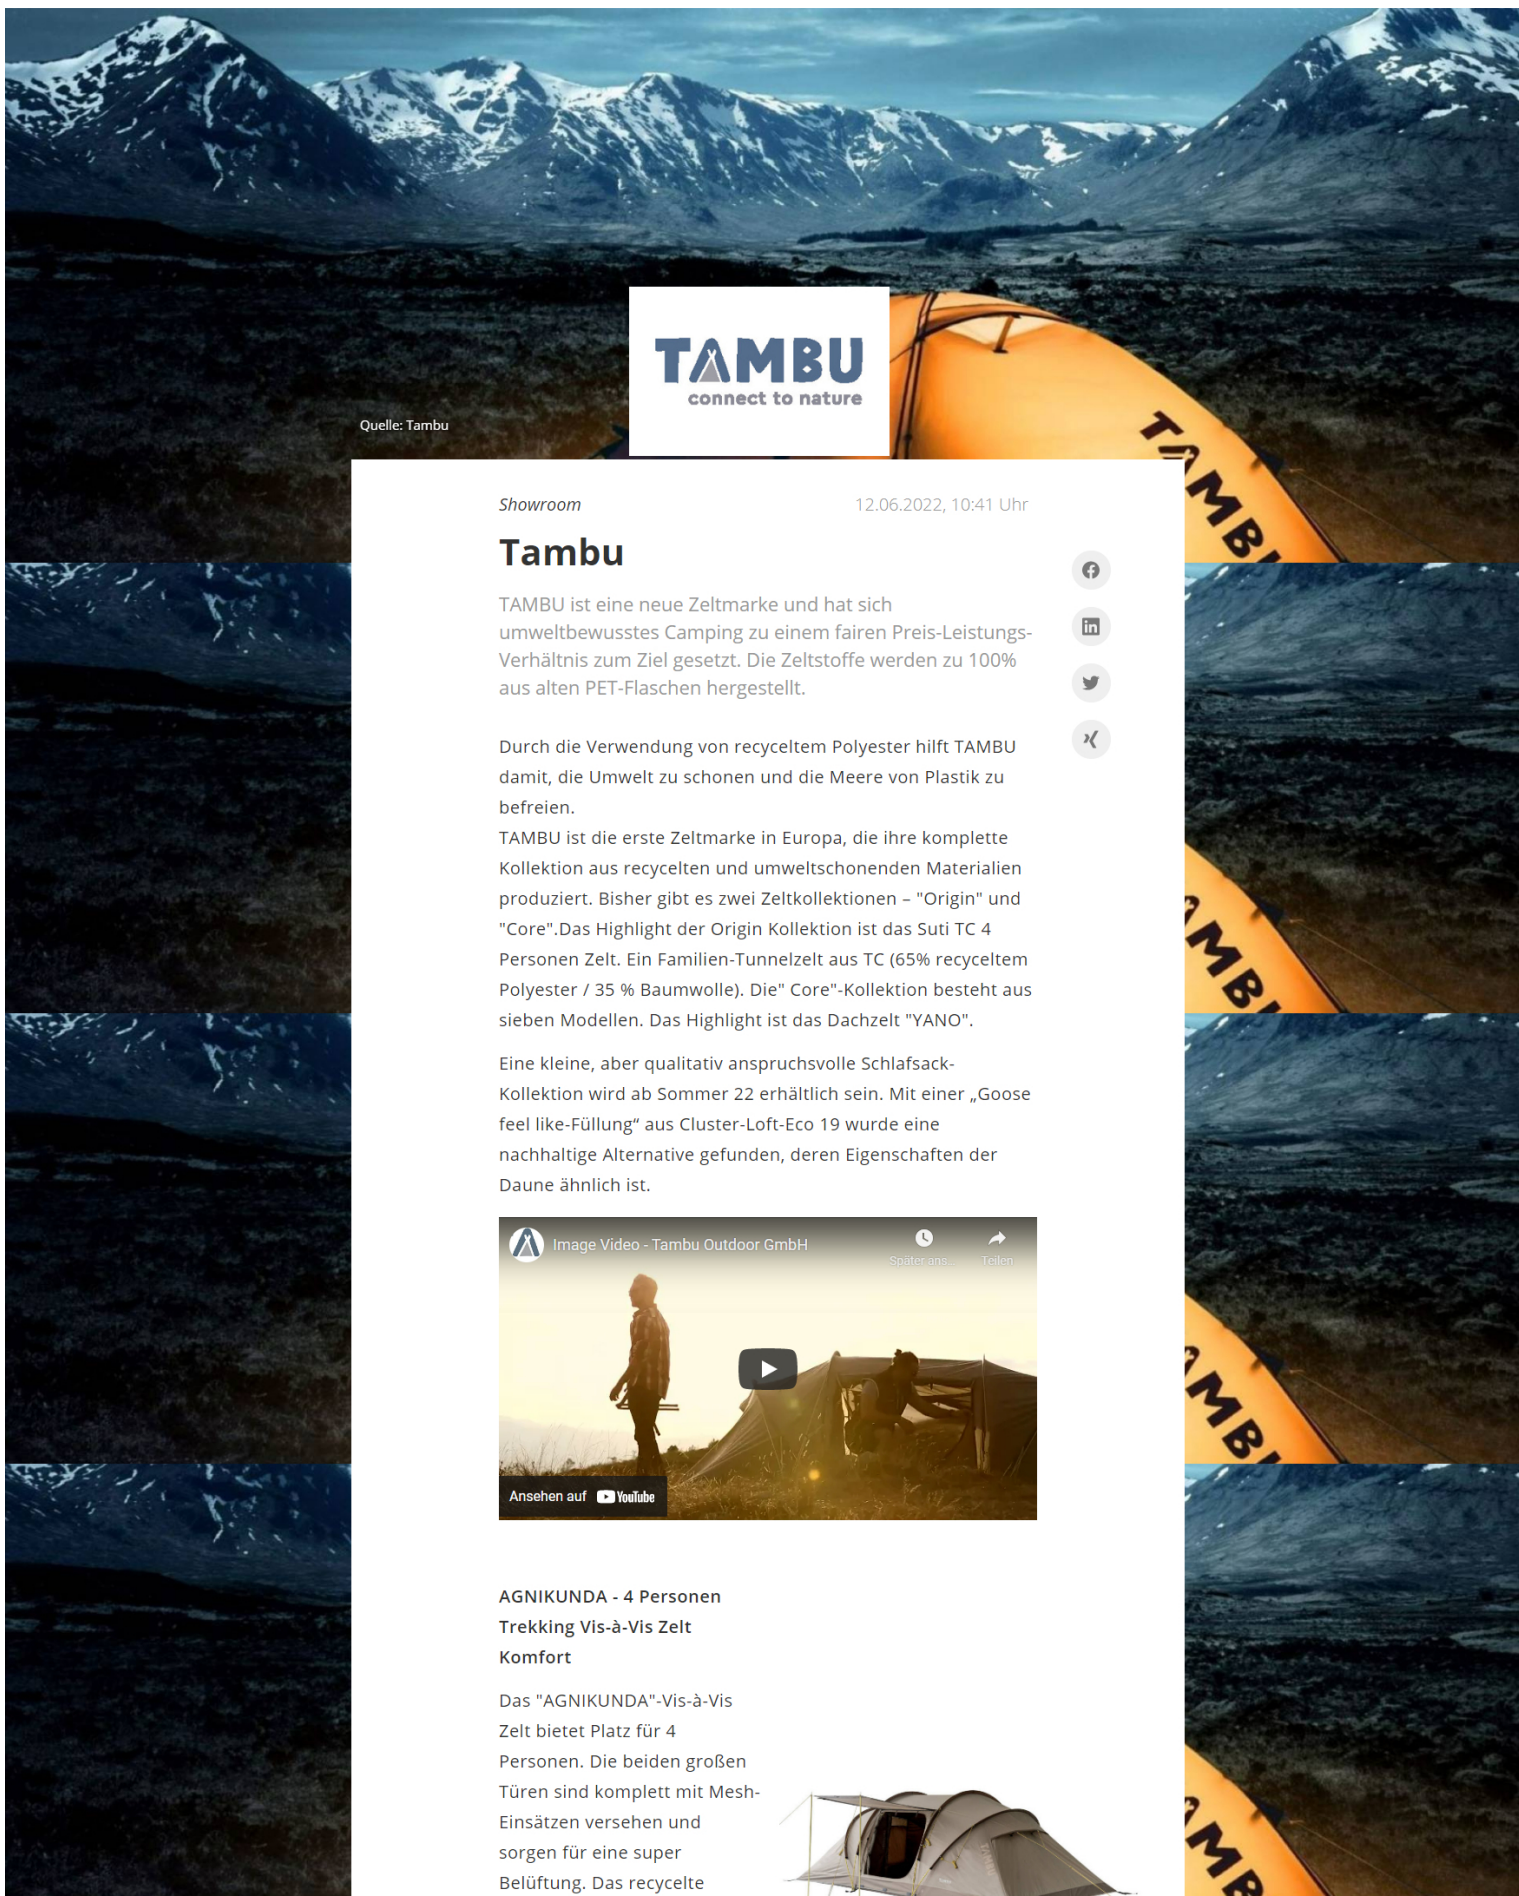 TAMBU
connect to nature
TAMBU
Quelle: Tambu
Showroom
12.06.2022, 10:41 Uhr
Tambu
TAMBU ist eine neue Zeltmarke und hat sich
umweltbewusstes Camping zu einem fairen Preis-Leistungs-
Verhältnis zum Ziel gesetzt. Die Zeltstoffe werden zu 100%
aus alten PET-Flaschen hergestellt.
Durch die Verwendung von recyceltem Polyester hilft TAMBU
damit, die Umwelt zu schonen und die Meere von Plastik zu
befreien.
TAMBU ist die erste Zeltmarke in Europa, die ihre komplette
Kollektion aus recycelten und umweltschonenden Materialien
produziert. Bisher gibt es zwei Zeltkollektionen – "Origin" und
"Core".Das Highlight der Origin Kollektion ist das Suti TC 4
Personen Zelt. Ein Familien-Tunnelzelt aus TC (65% recyceltem
Polyester / 35 % Baumwolle). Die" Core"-Kollektion besteht aus
sieben Modellen. Das Highlight ist das Dachzelt "YANO".
Eine kleine, aber qualitativ anspruchsvolle Schlafsack-
Kollektion wird ab Sommer 22 erhältlich sein. Mit einer „Goose
feel like-Füllung“ aus Cluster-Loft-Eco 19 wurde eine
nachhaltige Alternative gefunden, deren Eigenschaften der
Daune ähnlich ist.
Image Video - Tambu Outdoor GmbH
Später ans...
Teilen
Ansehen auf YouTube
AGNIKUNDA - 4 Personen
Trekking Vis-à-Vis Zelt
Komfort
Das "AGNIKUNDA"-Vis-à-Vis
Zelt bietet Platz für 4
Personen. Die beiden großen
Türen sind komplett mit Mesh-
Einsätzen versehen und
sorgen für eine super
Belüftung. Das recycelte
AMBU
AMBU
AMB